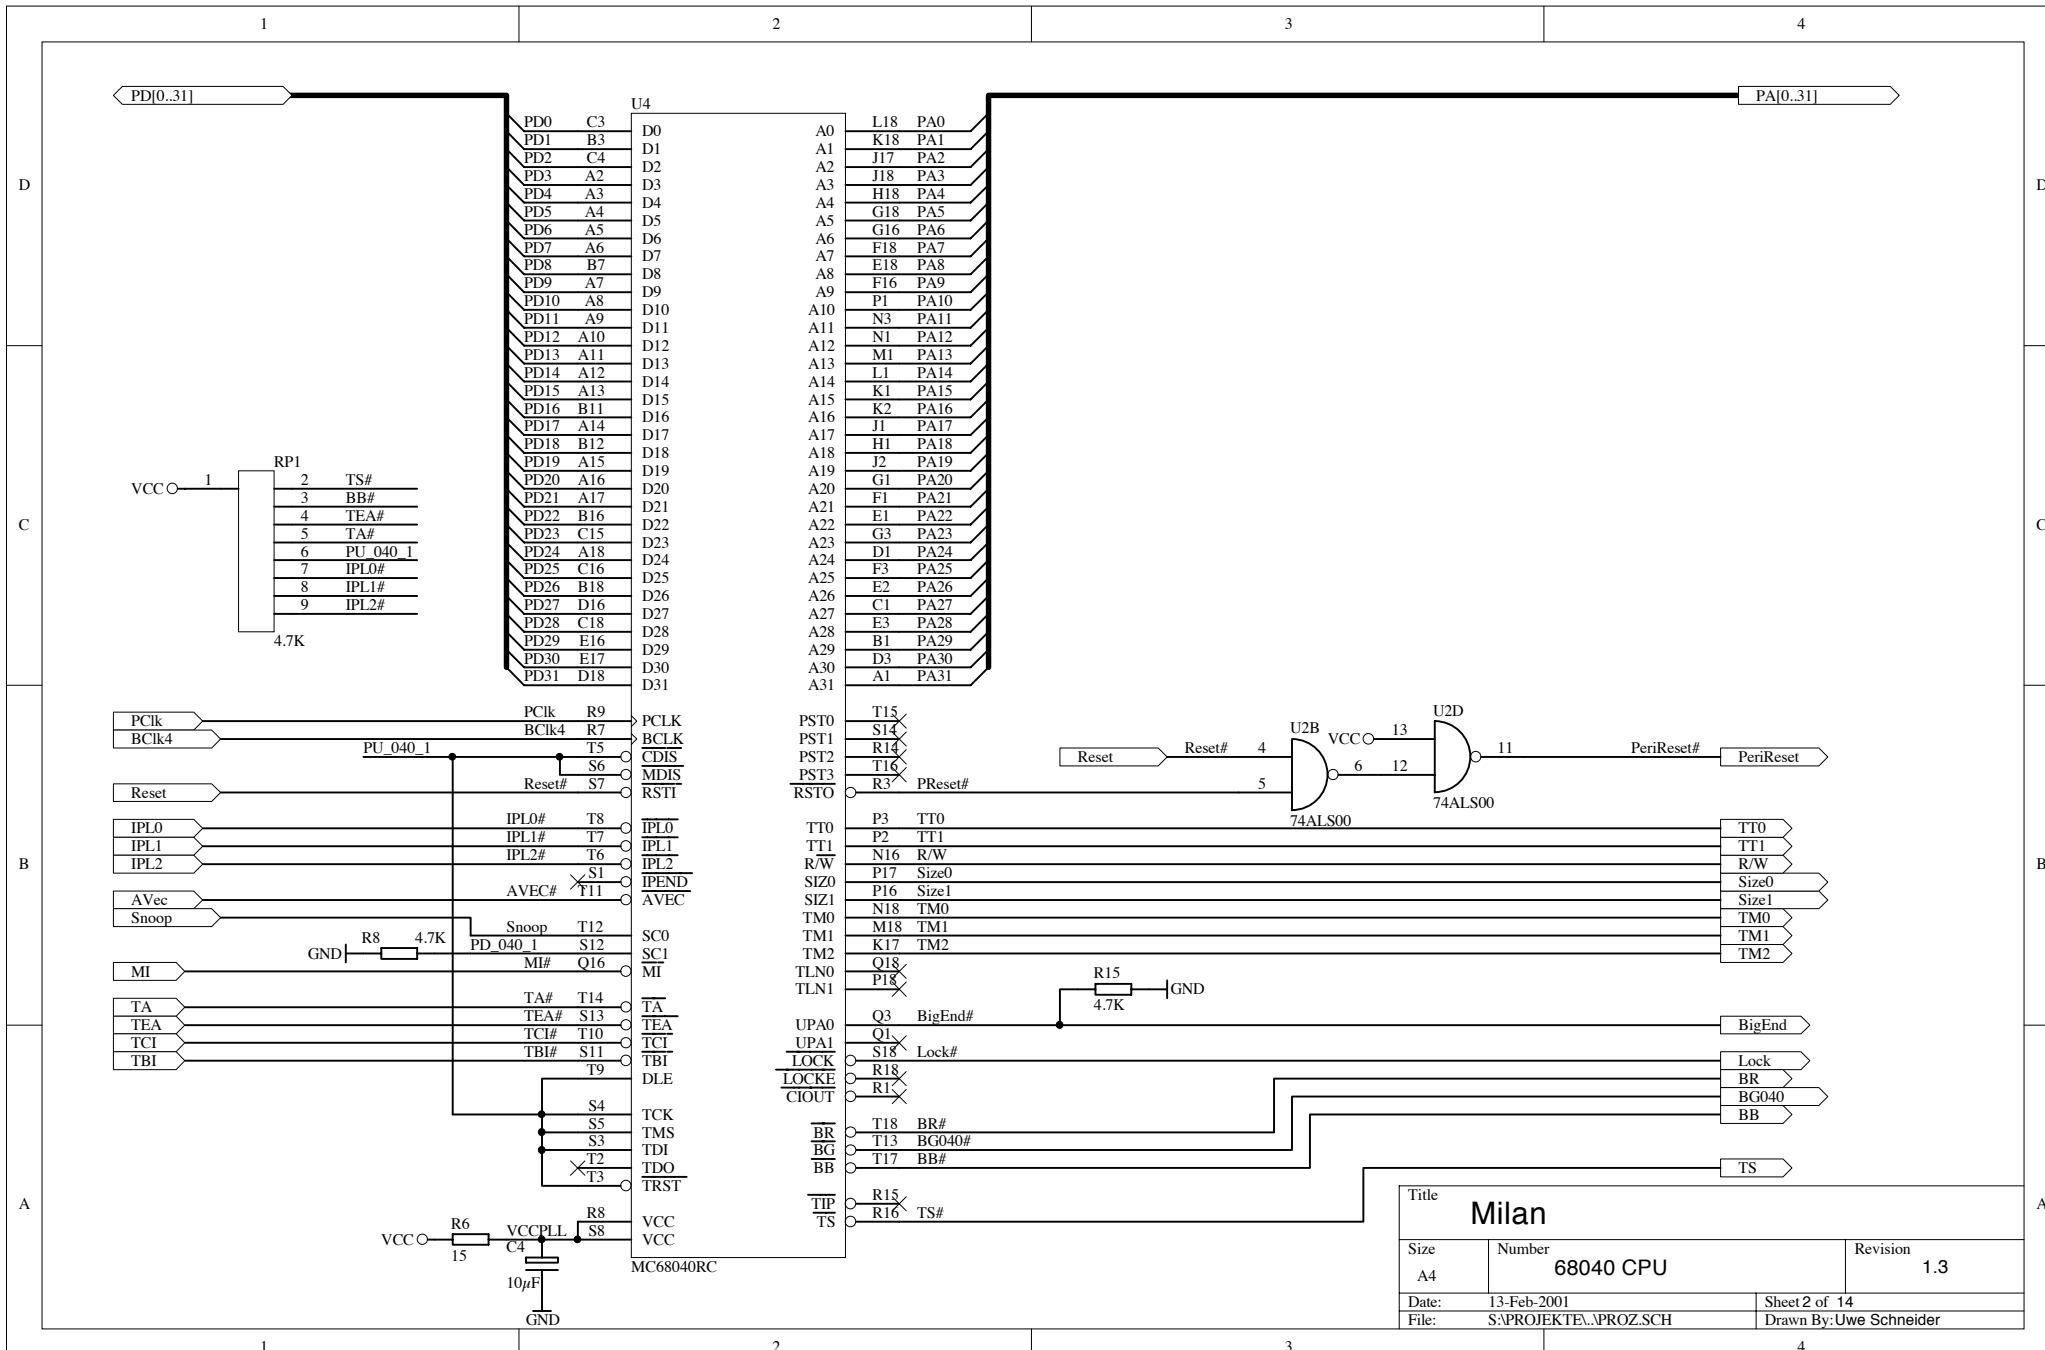 1 2 3 4
D D
C C
B B
A A
PD[0..31]
PA[0..31]
U4
PD0 C3 D0 A0 L18 PA0
PD1 B3 D1 A1 K18 PA1
PD2 C4 D2 A2 J17 PA2
PD3 A2 D3 A3 J18 PA3
PD4 A3 D4 A4 H18 PA4
PD5 A4 D5 A5 G18 PA5
PD6 A5 D6 A6 G16 PA6
PD7 A6 D7 A7 F18 PA7
PD8 B7 D8 A8 E18 PA8
PD9 A7 D9 A9 F16 PA9
PD10 A8 D10 A10 P1 PA10
PD11 A9 D11 A11 N3 PA11
PD12 A10 D12 A12 N1 PA12
PD13 A11 D13 A13 M1 PA13
PD14 A12 D14 A14 L1 PA14
PD15 A13 D15 A15 K1 PA15
PD16 B11 D16 A16 K2 PA16
PD17 A14 D17 A17 J1 PA17
PD18 B12 D18 A18 H1 PA18
PD19 A15 D19 A19 J2 PA19
PD20 A16 D20 A20 G1 PA20
PD21 A17 D21 A21 F1 PA21
PD22 B16 D22 A22 E1 PA22
PD23 C15 D23 A23 G3 PA23
PD24 A18 D24 A24 D1 PA24
PD25 C16 D25 A25 F3 PA25
PD26 B18 D26 A26 E2 PA26
PD27 D16 D27 A27 C1 PA27
PD28 C18 D28 A28 E3 PA28
PD29 E16 D29 A29 B1 PA29
PD30 E17 D30 A30 D3 PA30
PD31 D18 D31 A31 A1 PA31
RP1
VCC 1 2 TS#
3 BB#
4 TEA#
5 TA#
6 PU_040_1
7 IPL0#
8 IPL1#
9 IPL2#
4.7K
PClk PClk R9 PCLK
BClk4 BClk4 R7 BCLK
PU_040_1 T5 CDIS
S6 MDIS
Reset Reset# S7 RSTI
IPL0 IPL0# T8 IPL0
IPL1 IPL1# T7 IPL1
IPL2 IPL2# T6 IPL2
S1 IPEND
AVec AVEC# T11 AVEC
Snoop Snoop T12 SC0
GND R8 4.7K PD_040_1 S12 SC1
MI MI# Q16 MI
TA TA# T14 TA
TEA TEA# S13 TEA
TCI TCI# T10 TCI
TBI TBI# S11 TBI
T9 DLE
S4 TCK
S5 TMS
S3 TDI
T2 TDO
T3 TRST
R8 VCC
S8 VCC
VCC R6 15 VCCPLL
C4 10µF
GND
MC68040RC
PST0 T15
PST1 S14
PST2 R14
PST3 T16
RSTO R3 PReset#
TT0 P3 TT0 TT0
TT1 P2 TT1 TT1
R/W N16 R/W R/W
SIZ0 P17 Size0 Size0
SIZ1 P16 Size1 Size1
TM0 N18 TM0 TM0
TM1 M18 TM1 TM1
TM2 K17 TM2 TM2
TLN0 Q18
TLN1 P18
R15 4.7K GND
UPA0 Q3 BigEnd# BigEnd
UPA1 Q1
LOCK S18 Lock# Lock
LOCKE R18
CIOUT R1
BR T18 BR# BR
BG T13 BG040# BG040
BB T17 BB# BB
TIP R15
TS R16 TS# TS
Reset Reset# 4 5 U2B 6 74ALS00
VCC 13 12 U2D 11 74ALS00
PeriReset# PeriReset
Title
Milan
Size A4
Number 68040 CPU
Revision 1.3
Date: 13-Feb-2001 Sheet 2 of 14
File: S:\PROJEKTE\..\PROZ.SCH Drawn By: Uwe Schneider
1 2 3 4